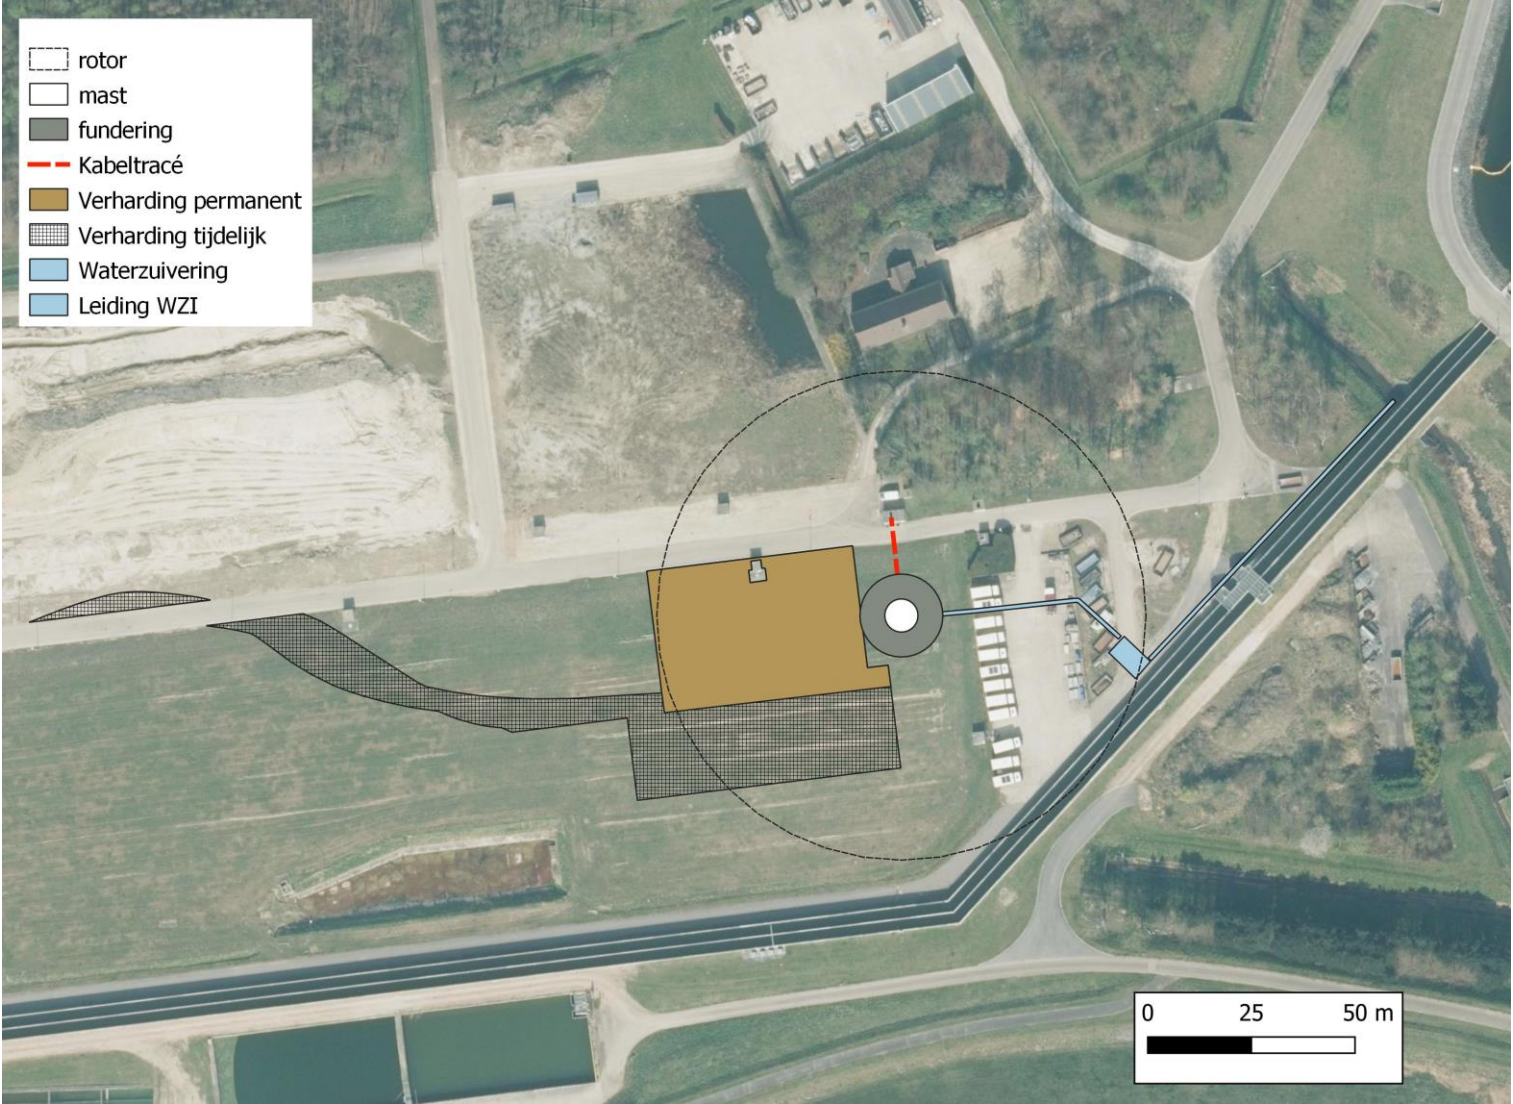 rotor
mast
fundering
Kabeltracé
Verharding permanent
Verharding tijdelijk
Waterzuivering
Leiding WZI
0 25 50 m